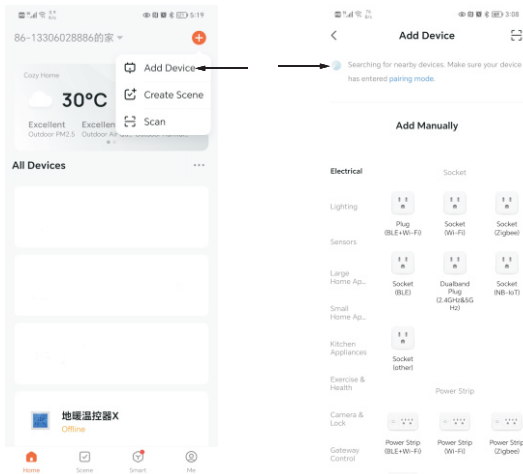 5:19
86-13306028886的家
Add Device
Create Scene
Scan
Cozy Home
30°C
Excellent
Outdoor PM2.5
Excellen
Outdoor Air
All Devices
...
地暖温控器X
Offline
Home
Scene
Smart
Me
3:08
Add Device
Searching for nearby devices. Make sure your device
has entered pairing mode.
Add Manually
Electrical
Lighting
Sensors
Large
Home Ap...
Small
Home Ap...
Kitchen
Appliances
Exercise &
Health
Camera &
Lock
Gateway
Control
Socket
Plug
(BLE+Wi-Fi)
Socket
(Wi-Fi)
Socket
(Zigbee)
Socket
(BLE)
Dualband
Plug
(2.4GHz&5G
Hz)
Socket
(NB-IoT)
Socket
(other)
Power Strip
Power Strip
(BLE+Wi-Fi)
Power Strip
(Wi-Fi)
Power Strip
(Zigbee)